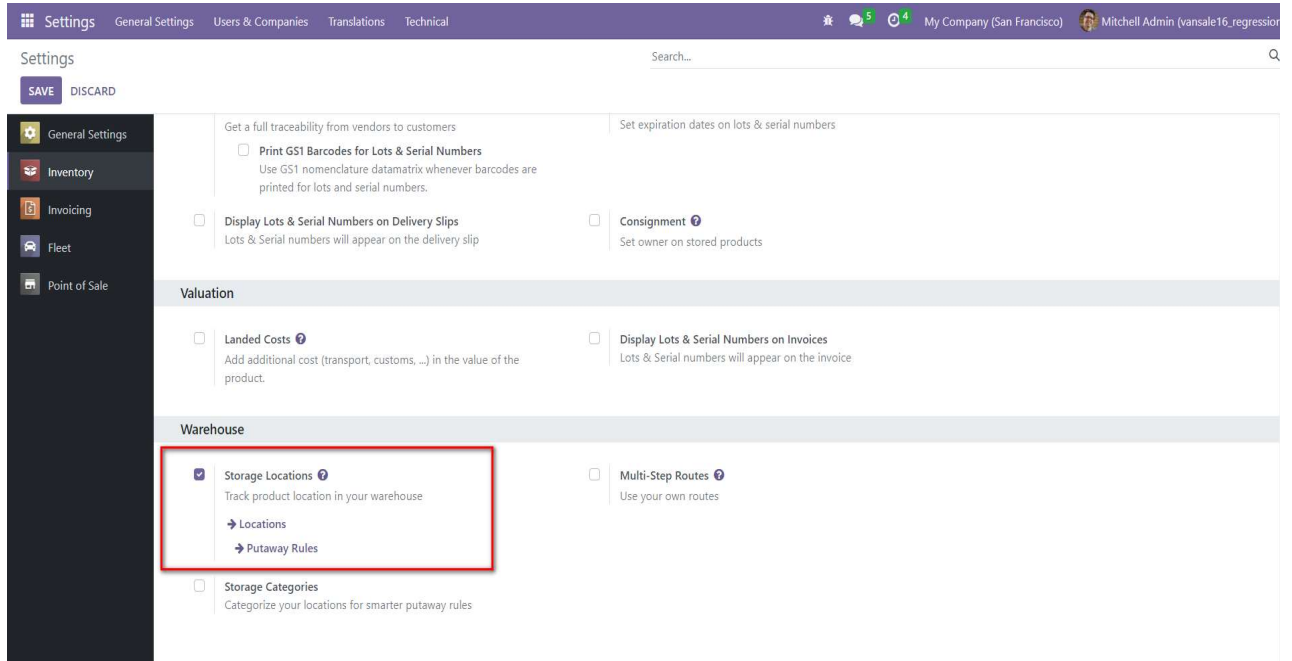 Settings General Settings Users & Companies Translations Technical 5 4 My Company (San Francisco) Mitchell Admin (vansale16_regression
Settings Search...
SAVE DISCARD
General Settings
Inventory
Invoicing
Fleet
Point of Sale
Get a full traceability from vendors to customers
Set expiration dates on lots & serial numbers
Print GS1 Barcodes for Lots & Serial Numbers
Use GS1 nomenclature datamatrix whenever barcodes are
printed for lots and serial numbers.
Display Lots & Serial Numbers on Delivery Slips
Lots & Serial numbers will appear on the delivery slip
Consignment ?
Set owner on stored products
Valuation
Landed Costs ?
Add additional cost (transport, customs, ...) in the value of the
product.
Display Lots & Serial Numbers on Invoices
Lots & Serial numbers will appear on the invoice
Warehouse
Storage Locations ?
Track product location in your warehouse
➔ Locations
➔ Putaway Rules
Multi-Step Routes ?
Use your own routes
Storage Categories
Categorize your locations for smarter putaway rules